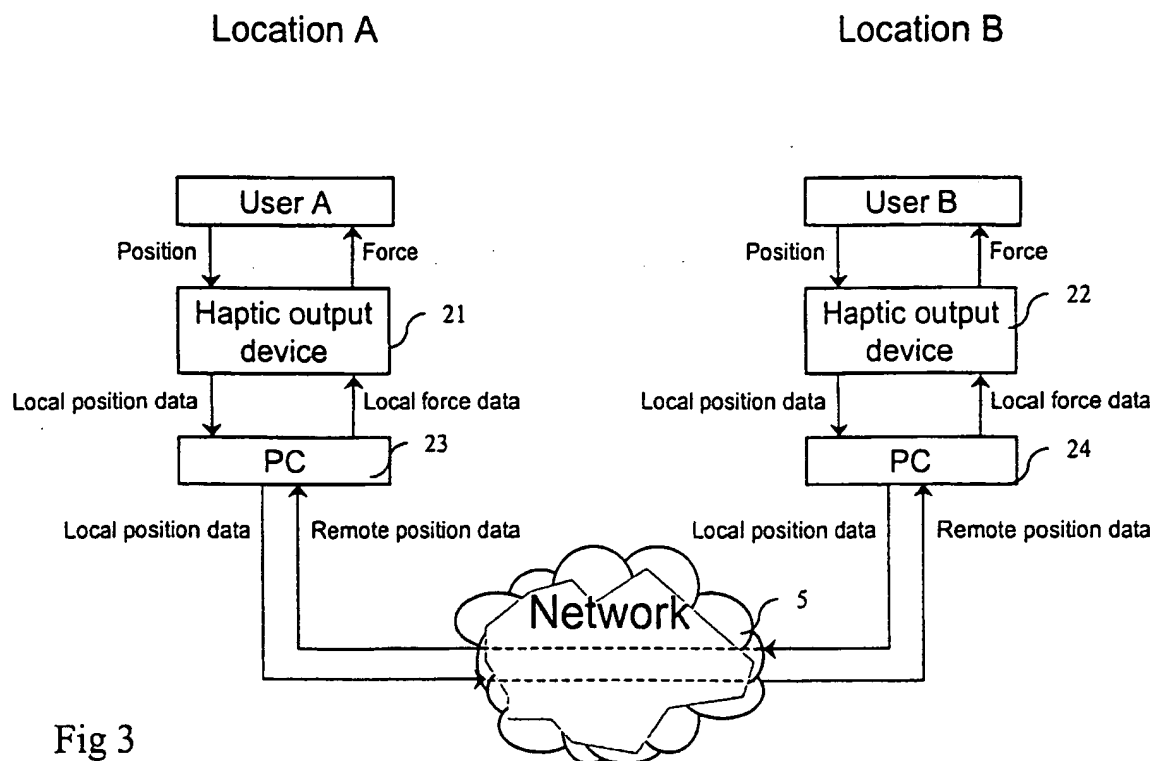 Location A
Location B
User A
User B
Position
Force
Position
Force
Haptic output
device
21
Haptic output
device
22
Local position data
Local force data
Local position data
Local force data
PC
23
PC
24
Local position data
Remote position data
Local position data
Remote position data
Network
5
Fig 3